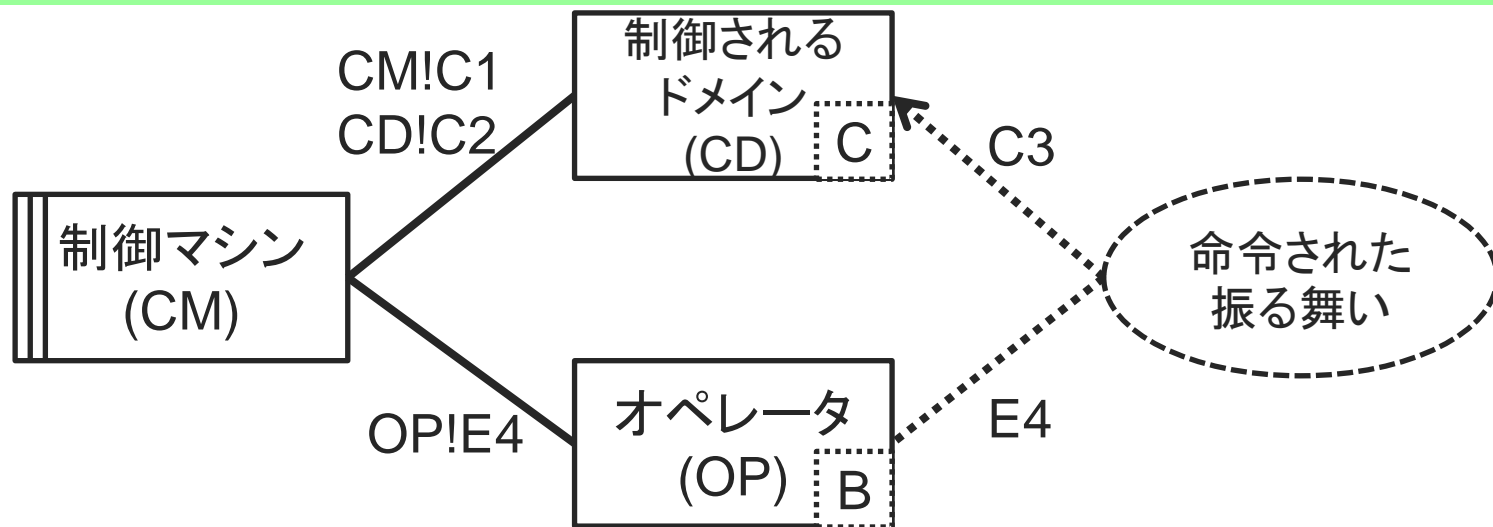 CM!C1
CD!C2
制御される
ドメイン
(CD)
C
C3
制御マシン
(CM)
命令された
振る舞い
OP!E4
オペレータ
(OP)
B
E4